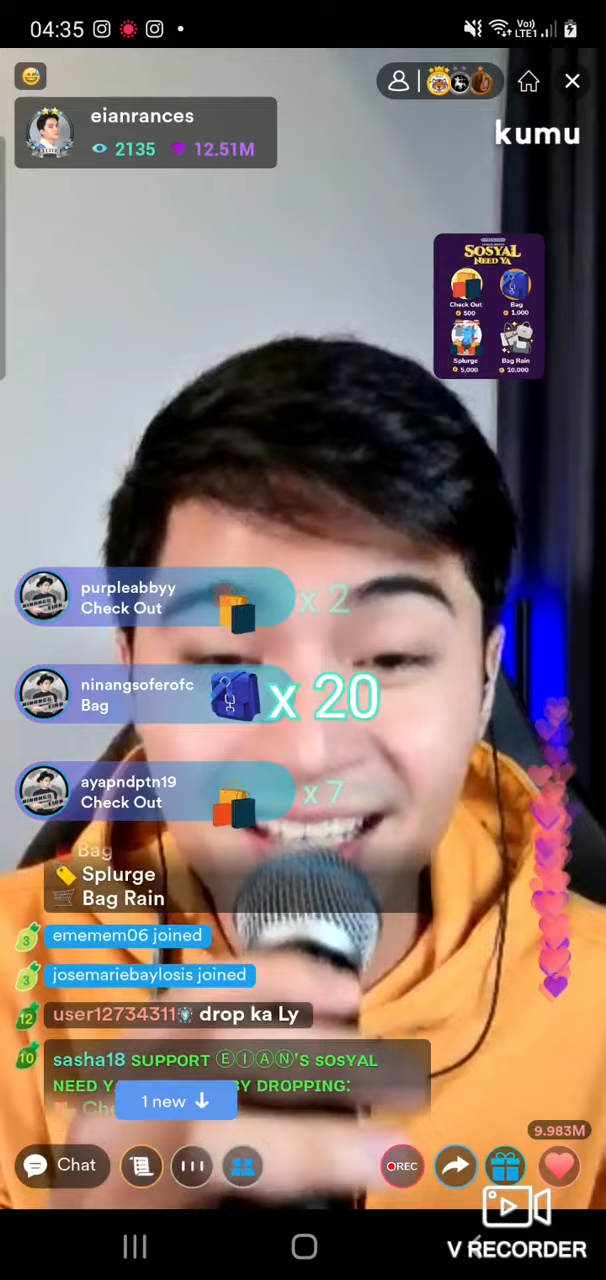 04:35
Vo))
LTE1
eianrances
2135
12.51M
kumu
SOSYAL
NEED YA
Check Out
Bag
500
1,000
Splurge
Bag Rain
5,000
10,000
purpleabbyy
Check Out
x 2
ninangsoferofc
Bag
x 20
ayapndptn19
Check Out
x 7
Bag
Splurge
Bag Rain
3
ememem06 joined
3
josemariebaylosis joined
12
user12734311 drop ka Ly
10
sasha18 SUPPORT ⒺⒾⒶⓃ'S SOSYAL
NEED Y BY DROPPING:
1 new
9.983M
Chat
REC
V RECORDER